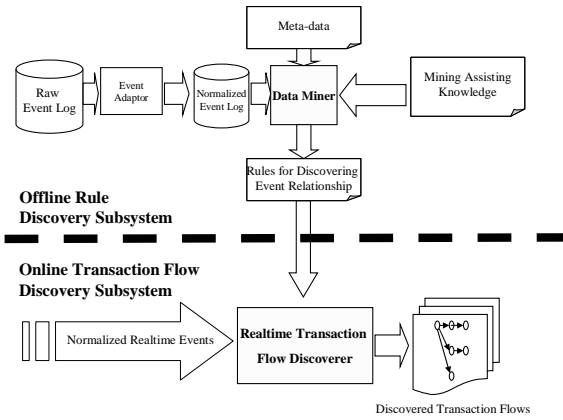 Meta-data
Raw
Event Log
Event
Adaptor
Normalized
Event Log
Data Miner
Mining Assisting
Knowledge
Rules for Discovering
Event Relationship
Offline Rule
Discovery Subsystem
Online Transaction Flow
Discovery Subsystem
Normalized Realtime Events
Realtime Transaction
Flow Discoverer
Discovered Transaction Flows